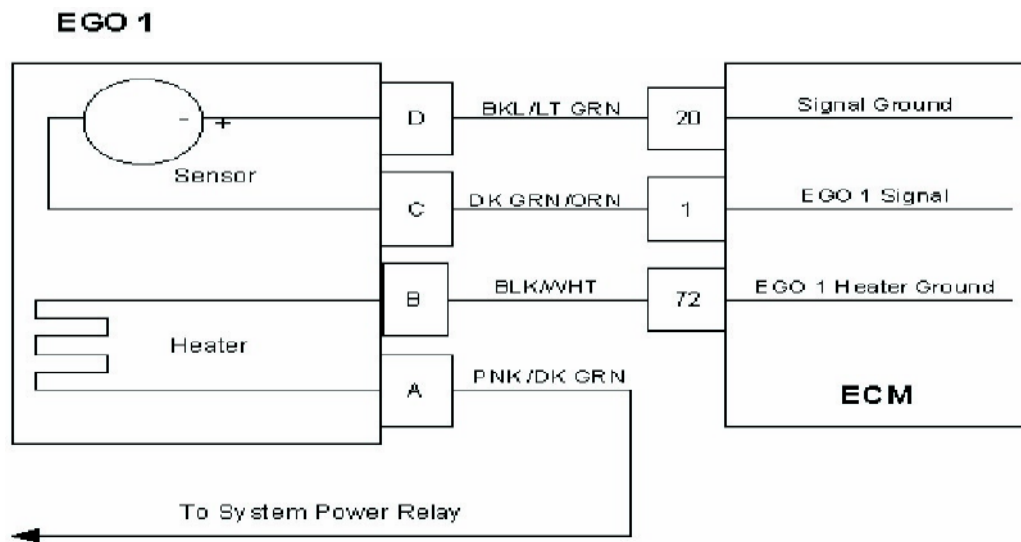 EGO 1
D BKL/LT GRN 20 Signal Ground
- +
Sensor
C DK GRN/ORN 1 EGO 1 Signal
B BLK/WHT 72 EGO 1 Heater Ground
Heater
A PNK/DK GRN
ECM
To System Power Relay